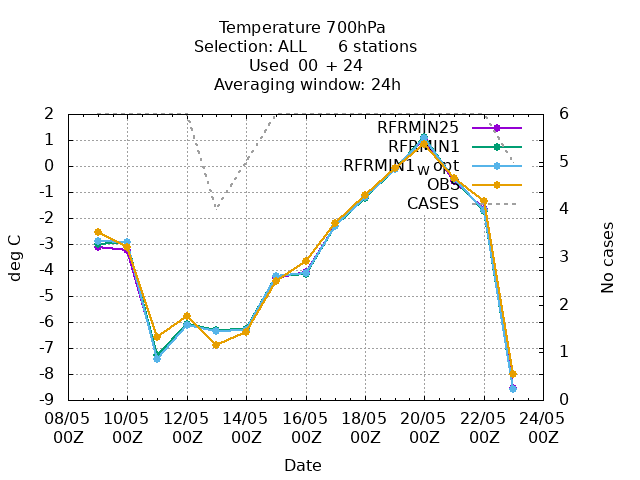 Temperature 700hPa
Selection: ALL 6 stations
Used 00 + 24
Averaging window: 24h
2 6
RFRMIN25
1
RFRMIN1
0 5
RFRMIN1w opt
-1
OBS
-2 4
CASES
-3 3
-4
-5 2
-6
-7 1
-8
-9 0
deg C
No cases
08/05 10/05 12/05 14/05 16/05 18/05 20/05 22/05 24/05
00Z 00Z 00Z 00Z 00Z 00Z 00Z 00Z 00Z
Date